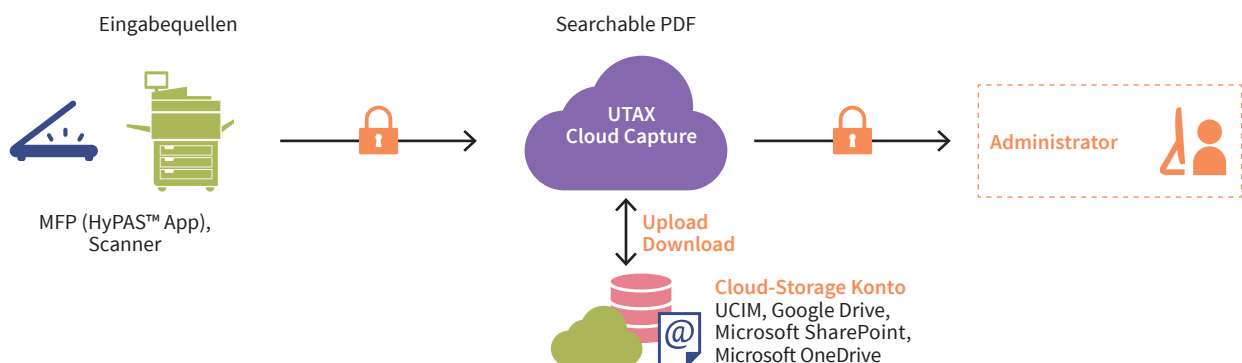 Eingabequellen
Searchable PDF
UTAX
Cloud Capture
Administrator
MFP (HyPAS™ App),
Scanner
Upload
Download
Cloud-Storage Konto
UCIM, Google Drive,
Microsoft SharePoint,
Microsoft OneDrive
@